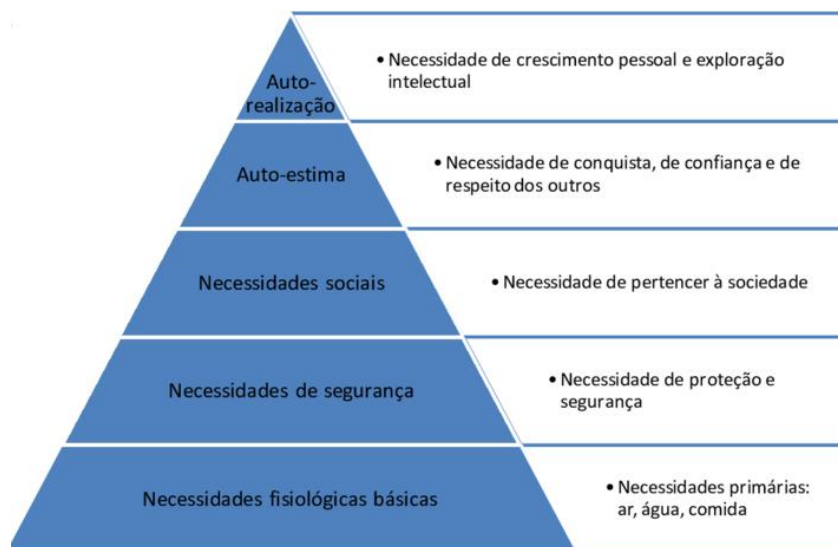 Auto-
realização
• Necessidade de crescimento pessoal e exploração
intelectual
Auto-estima
• Necessidade de conquista, de confiança e de
respeito dos outros
Necessidades sociais
• Necessidade de pertencer à sociedade
Necessidades de segurança
• Necessidade de proteção e
segurança
Necessidades fisiológicas básicas
• Necessidades primárias:
ar, água, comida